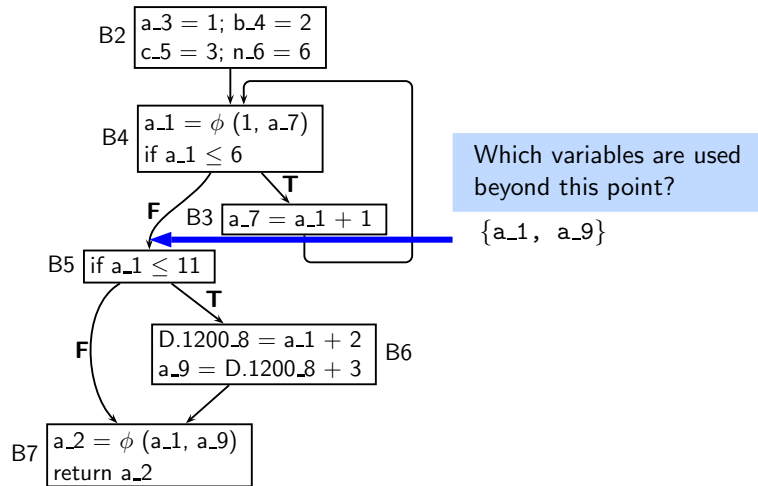 B2
a_3 = 1; b_4 = 2
c_5 = 3; n_6 = 6
B4
a_1 = ϕ (1, a_7)
if a_1 ≤ 6
F
T
B3
a_7 = a_1 + 1
Which variables are used
beyond this point?
{a_1, a_9}
B5
if a_1 ≤ 11
F
T
D.1200_8 = a_1 + 2
a_9 = D.1200_8 + 3
B6
B7
a_2 = ϕ (a_1, a_9)
return a_2